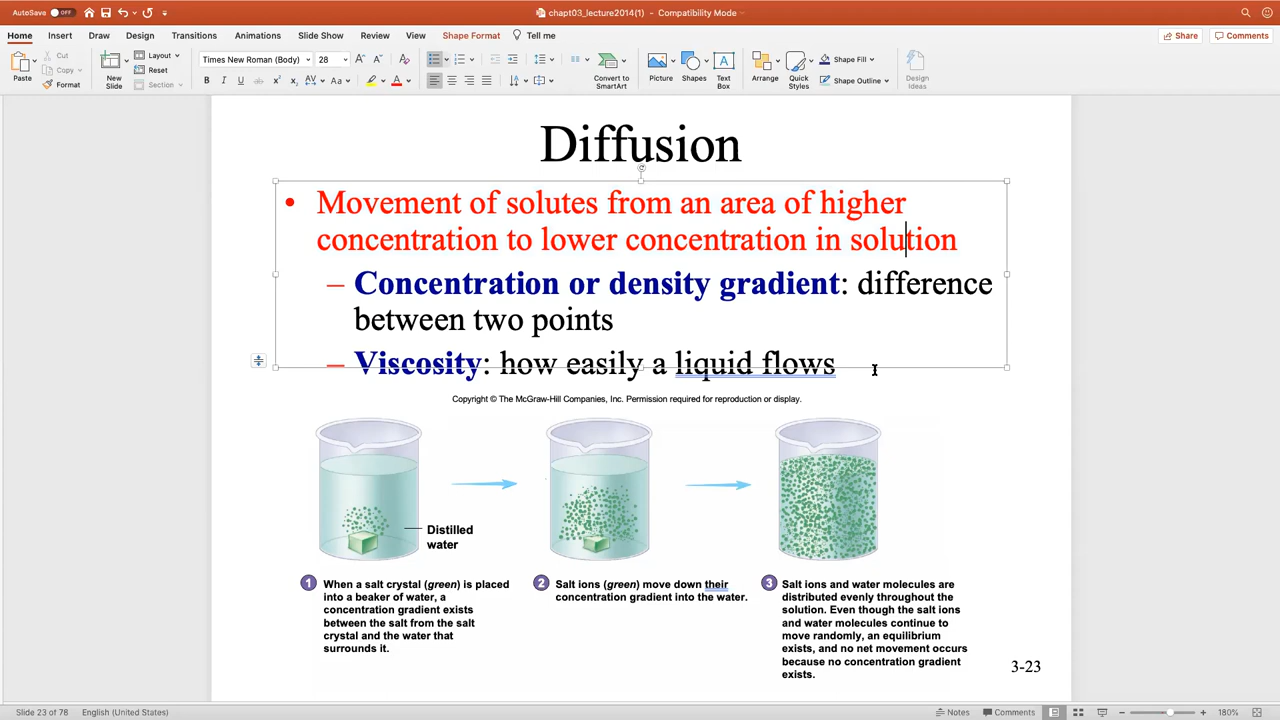 AutoSave OFF
chapt03_lecture2014(1) - Compatibility Mode
Home Insert Draw Design Transitions Animations Slide Show Review View Shape Format Tell me
Share Comments
Paste
Cut
Copy
Format
New Slide
Layout
Reset
Section
Times New Roman (Body) 28
Convert to SmartArt
Picture
Shapes
Text Box
Arrange
Quick Styles
Shape Fill
Shape Outline
Design Ideas
Diffusion
• Movement of solutes from an area of higher
concentration to lower concentration in solution
– Concentration or density gradient: difference
between two points
– Viscosity: how easily a liquid flows
Copyright © The McGraw-Hill Companies, Inc. Permission required for reproduction or display.
Distilled
water
1 When a salt crystal (green) is placed
into a beaker of water, a
concentration gradient exists
between the salt from the salt
crystal and the water that
surrounds it.
2 Salt ions (green) move down their
concentration gradient into the water.
3 Salt ions and water molecules are
distributed evenly throughout the
solution. Even though the salt ions
and water molecules continue to
move randomly, an equilibrium
exists, and no net movement occurs
because no concentration gradient
exists.
3-23
Slide 23 of 78 English (United States)
Notes Comments 180%